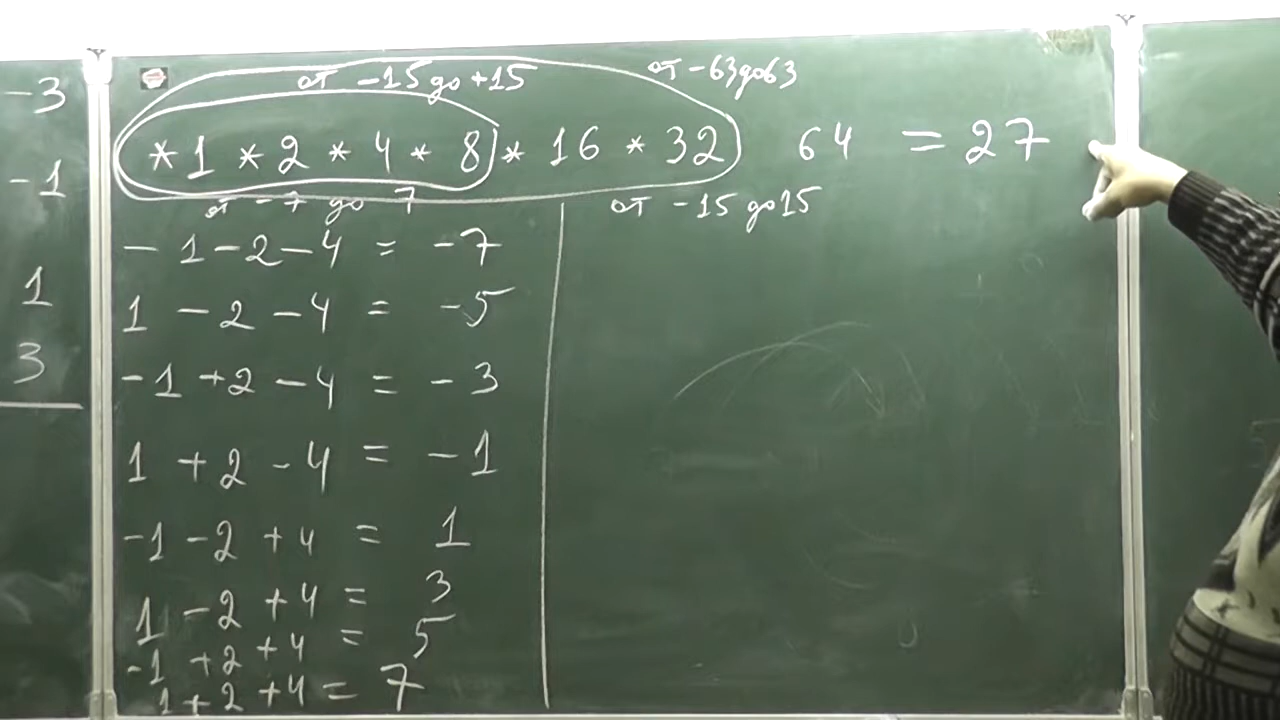 -3
-1
1
3
от -15 до +15
от -63 до 63
*1 *2 * 4 * 8 * 16 * 32 64 = 27
от -7 до 7
от -15 до 15
- 1 - 2 - 4 = -7
1 - 2 - 4 = -5
-1 +2 - 4 = -3
1 +2 - 4 = -1
-1 -2 +4 = 1
1 -2 +4 = 3
-1 +2 +4 = 5
1 +2 +4 = 7